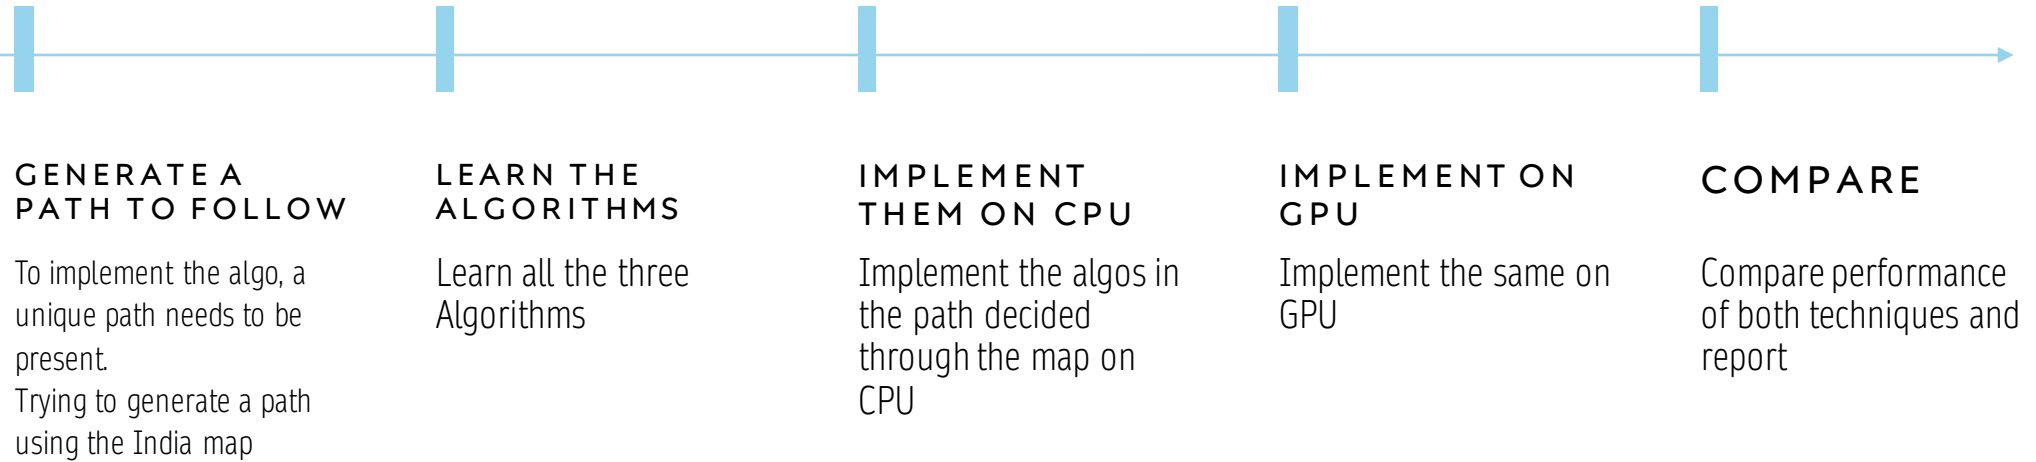 GENERATE A
PATH TO FOLLOW
To implement the algo, a
unique path needs to be
present.
Trying to generate a path
using the India map
LEARN THE
ALGORITHMS
Learn all the three
Algorithms
IMPLEMENT
THEM ON CPU
Implement the algos in
the path decided
through the map on
CPU
IMPLEMENT ON
GPU
Implement the same on
GPU
COMPARE
Compare performance
of both techniques and
report